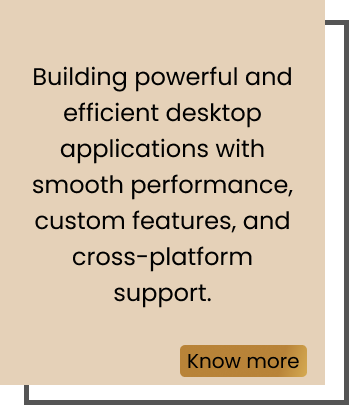 Building powerful and
efficient desktop
applications with
smooth performance,
custom features, and
cross-platform
support.
Know more